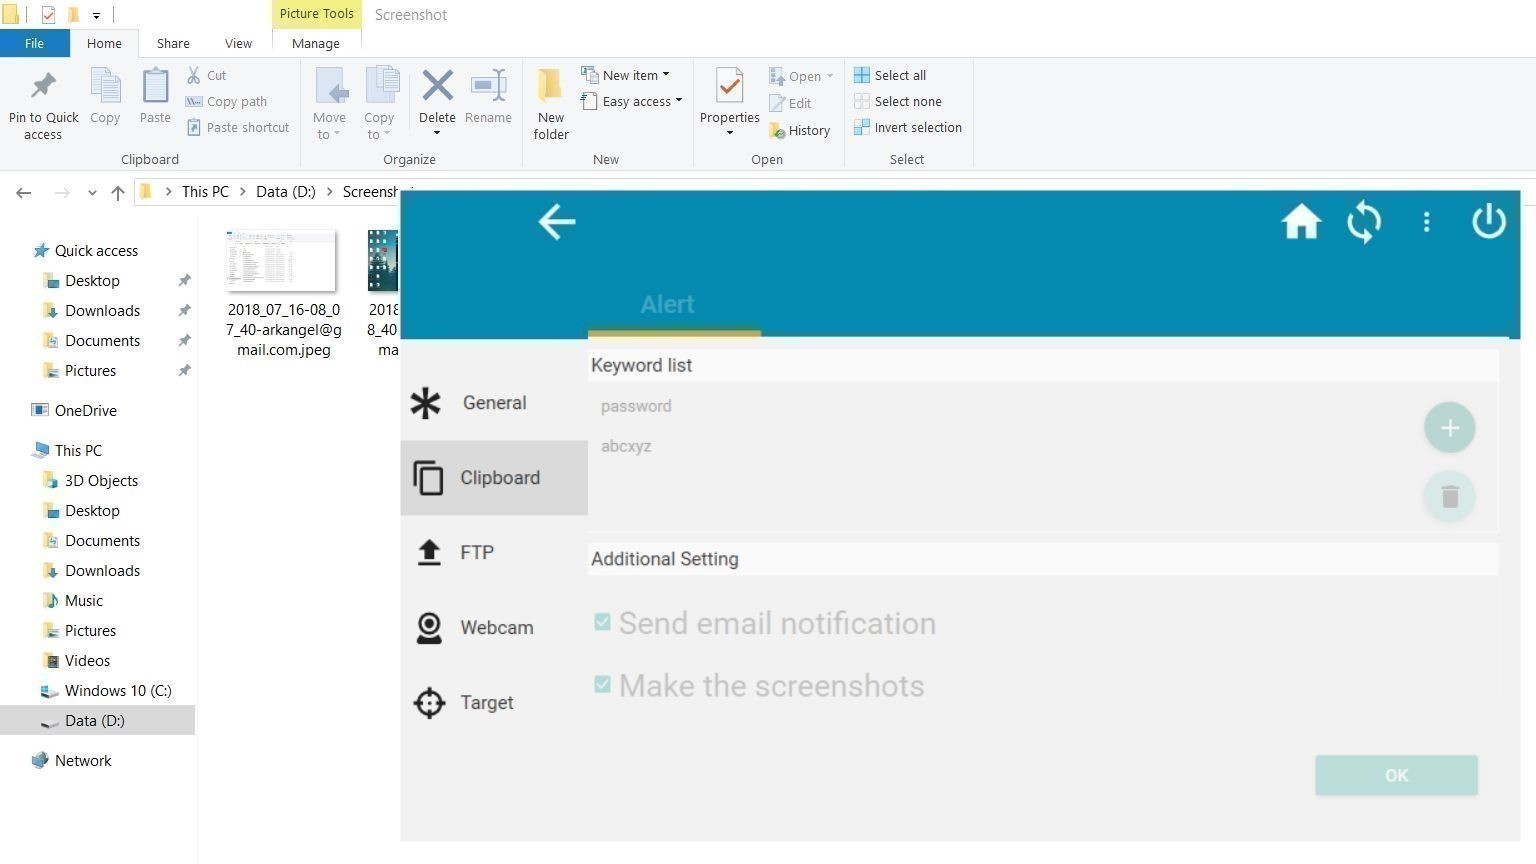 Picture Tools
Screenshot
File
Home
Share
View
Manage
Pin to Quick
access
Copy
Paste
Cut
Copy path
Paste shortcut
Clipboard
Move
to
Copy
to
Delete
Rename
Organize
New
folder
New item
Easy access
New
Properties
Open
Edit
History
Open
Select all
Select none
Invert selection
Select
This PC
Data (D:)
Screensh
Quick access
Desktop
Downloads
Documents
Pictures
OneDrive
This PC
3D Objects
Desktop
Documents
Downloads
Music
Pictures
Videos
Windows 10 (C:)
Data (D:)
Network
2018_07_16-08_0
7_40-arkangel@g
mail.com.jpeg
2018
8_40
ma
Alert
General
Clipboard
FTP
Webcam
Target
Keyword list
password
abcxyz
Additional Setting
Send email notification
Make the screenshots
OK